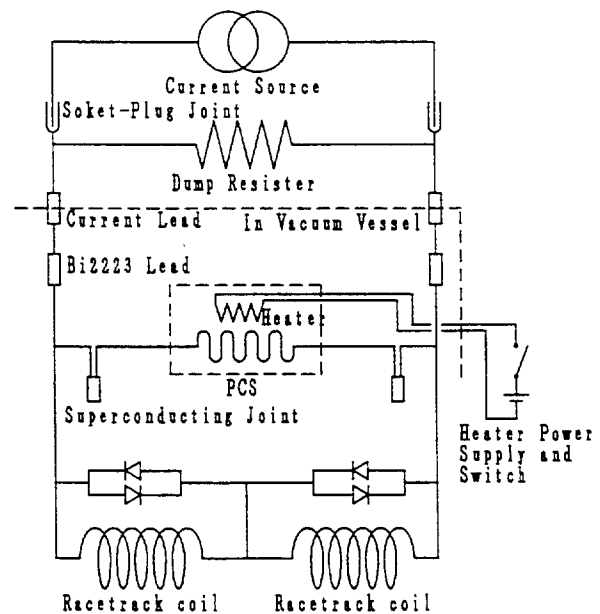 Current Source
Soket-Plug Joint
Dump Resister
Current Lead
In Vacuum Vessel
Bi2223 Lead
Heater
PCS
Superconducting Joint
Heater Power
Supply and
Switch
Racetrack coil
Racetrack coil